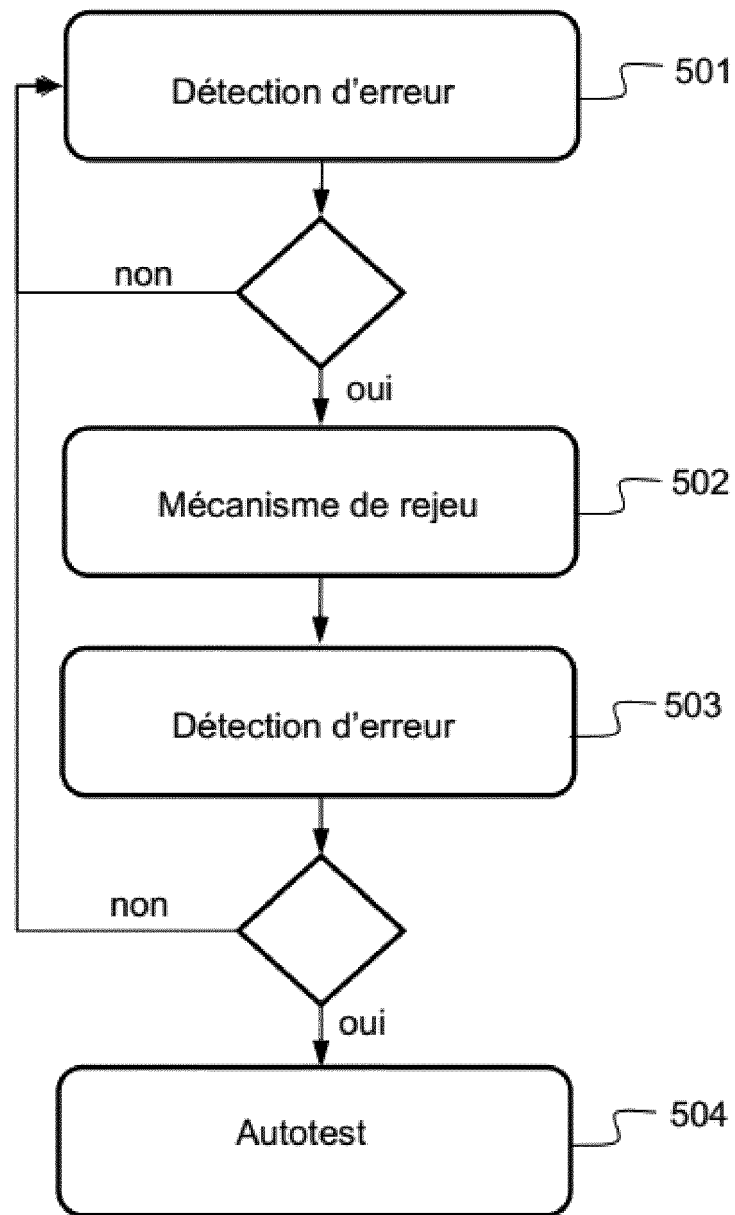 Détection d'erreur
501
non
oui
Mécanisme de rejeu
502
Détection d'erreur
503
non
oui
Autotest
504